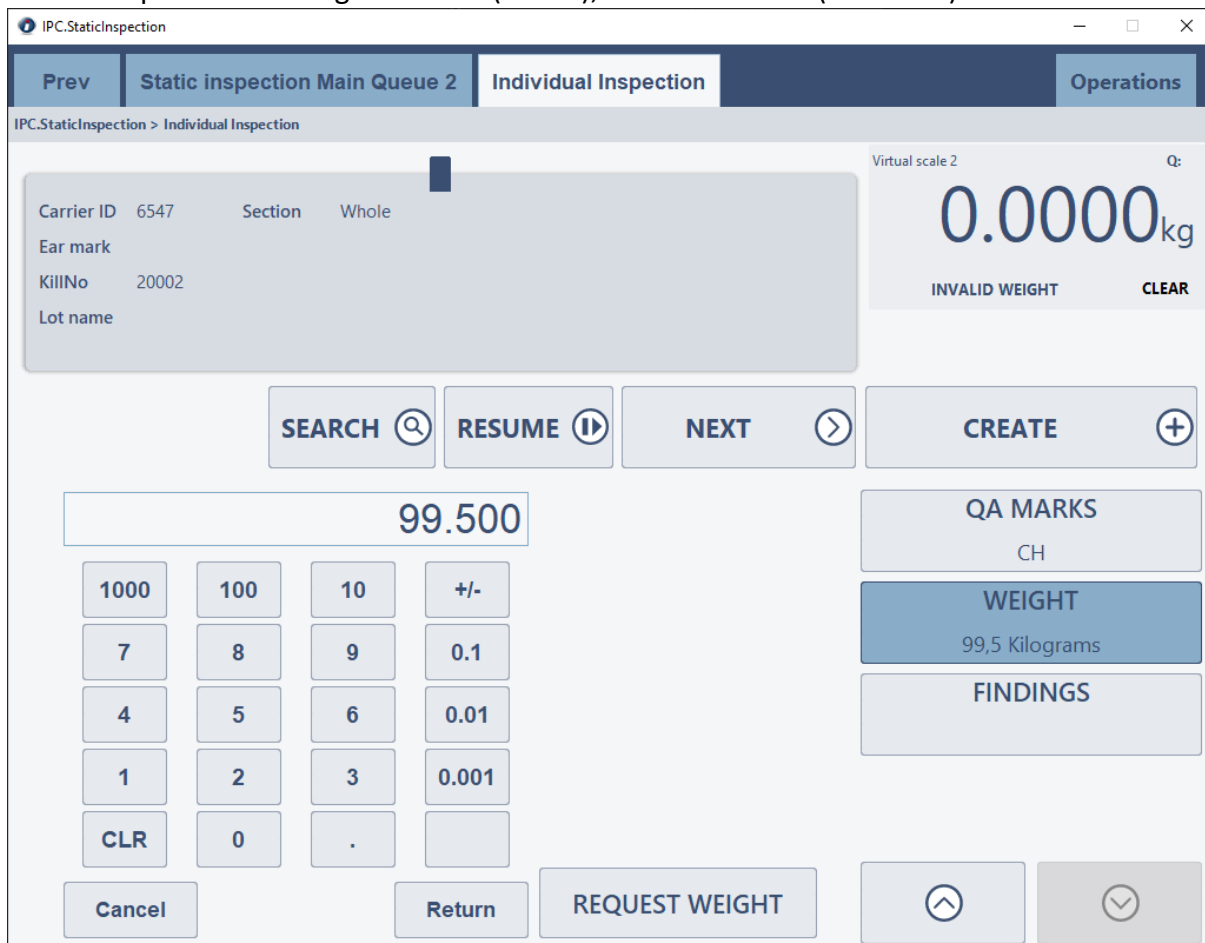 IPC.StaticInspection
Prev Static inspection Main Queue 2 Individual Inspection Operations
IPC.StaticInspection > Individual Inspection
Virtual scale 2 Q:
0.0000kg
INVALID WEIGHT CLEAR
Carrier ID 6547 Section Whole
Ear mark
KillNo 20002
Lot name
SEARCH RESUME NEXT CREATE
99.500
1000 100 10 +/-
7 8 9 0.1
4 5 6 0.01
1 2 3 0.001
CLR 0 .
Cancel Return REQUEST WEIGHT
QA MARKS
CH
WEIGHT
99,5 Kilograms
FINDINGS